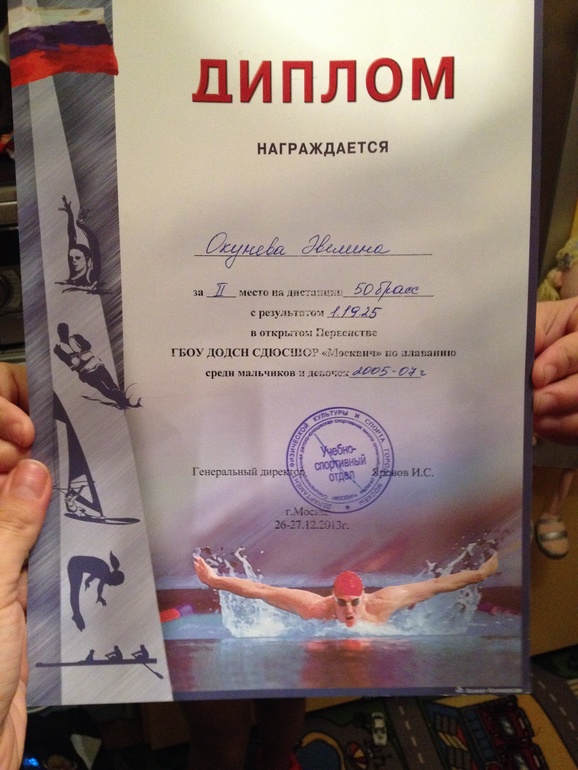 ДИПЛОМ
НАГРАЖДАЕТСЯ
Окунева Эвелина
за II место на дистанции 50 брасс
с результатом 1.19.25
в открытом Первенстве
ГБОУ ДОДСН СДЮСШОР «Москвич» по плаванию
среди мальчиков и девочек 2005-07 г
Учебно-
спортивный
отдел
Генеральный директор И.С.
г.Москва
26-27.12.2013г.